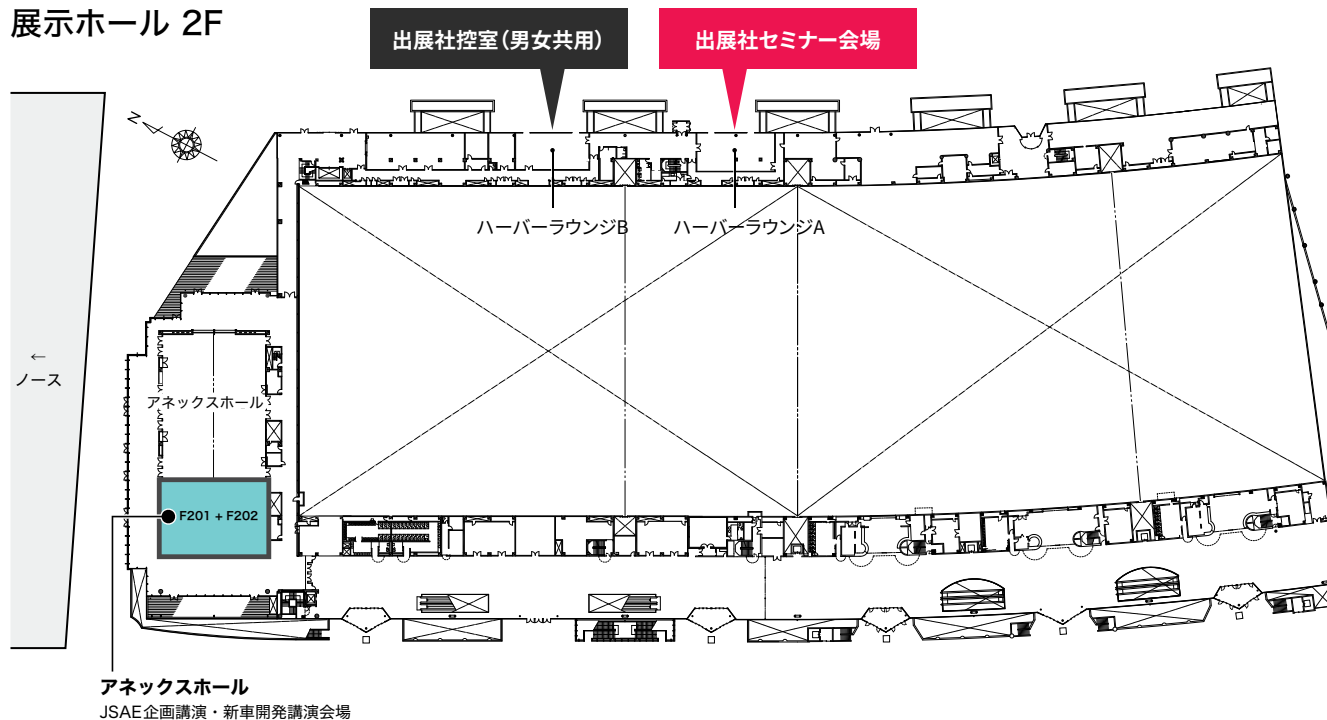 展示ホール 2F
出展社控室(男女共用)
出展社セミナー会場
N
ハーバーラウンジB
ハーバーラウンジA
←
ノース
アネックスホール
F201 + F202
アネックスホール
JSAE企画講演・新車開発講演会場